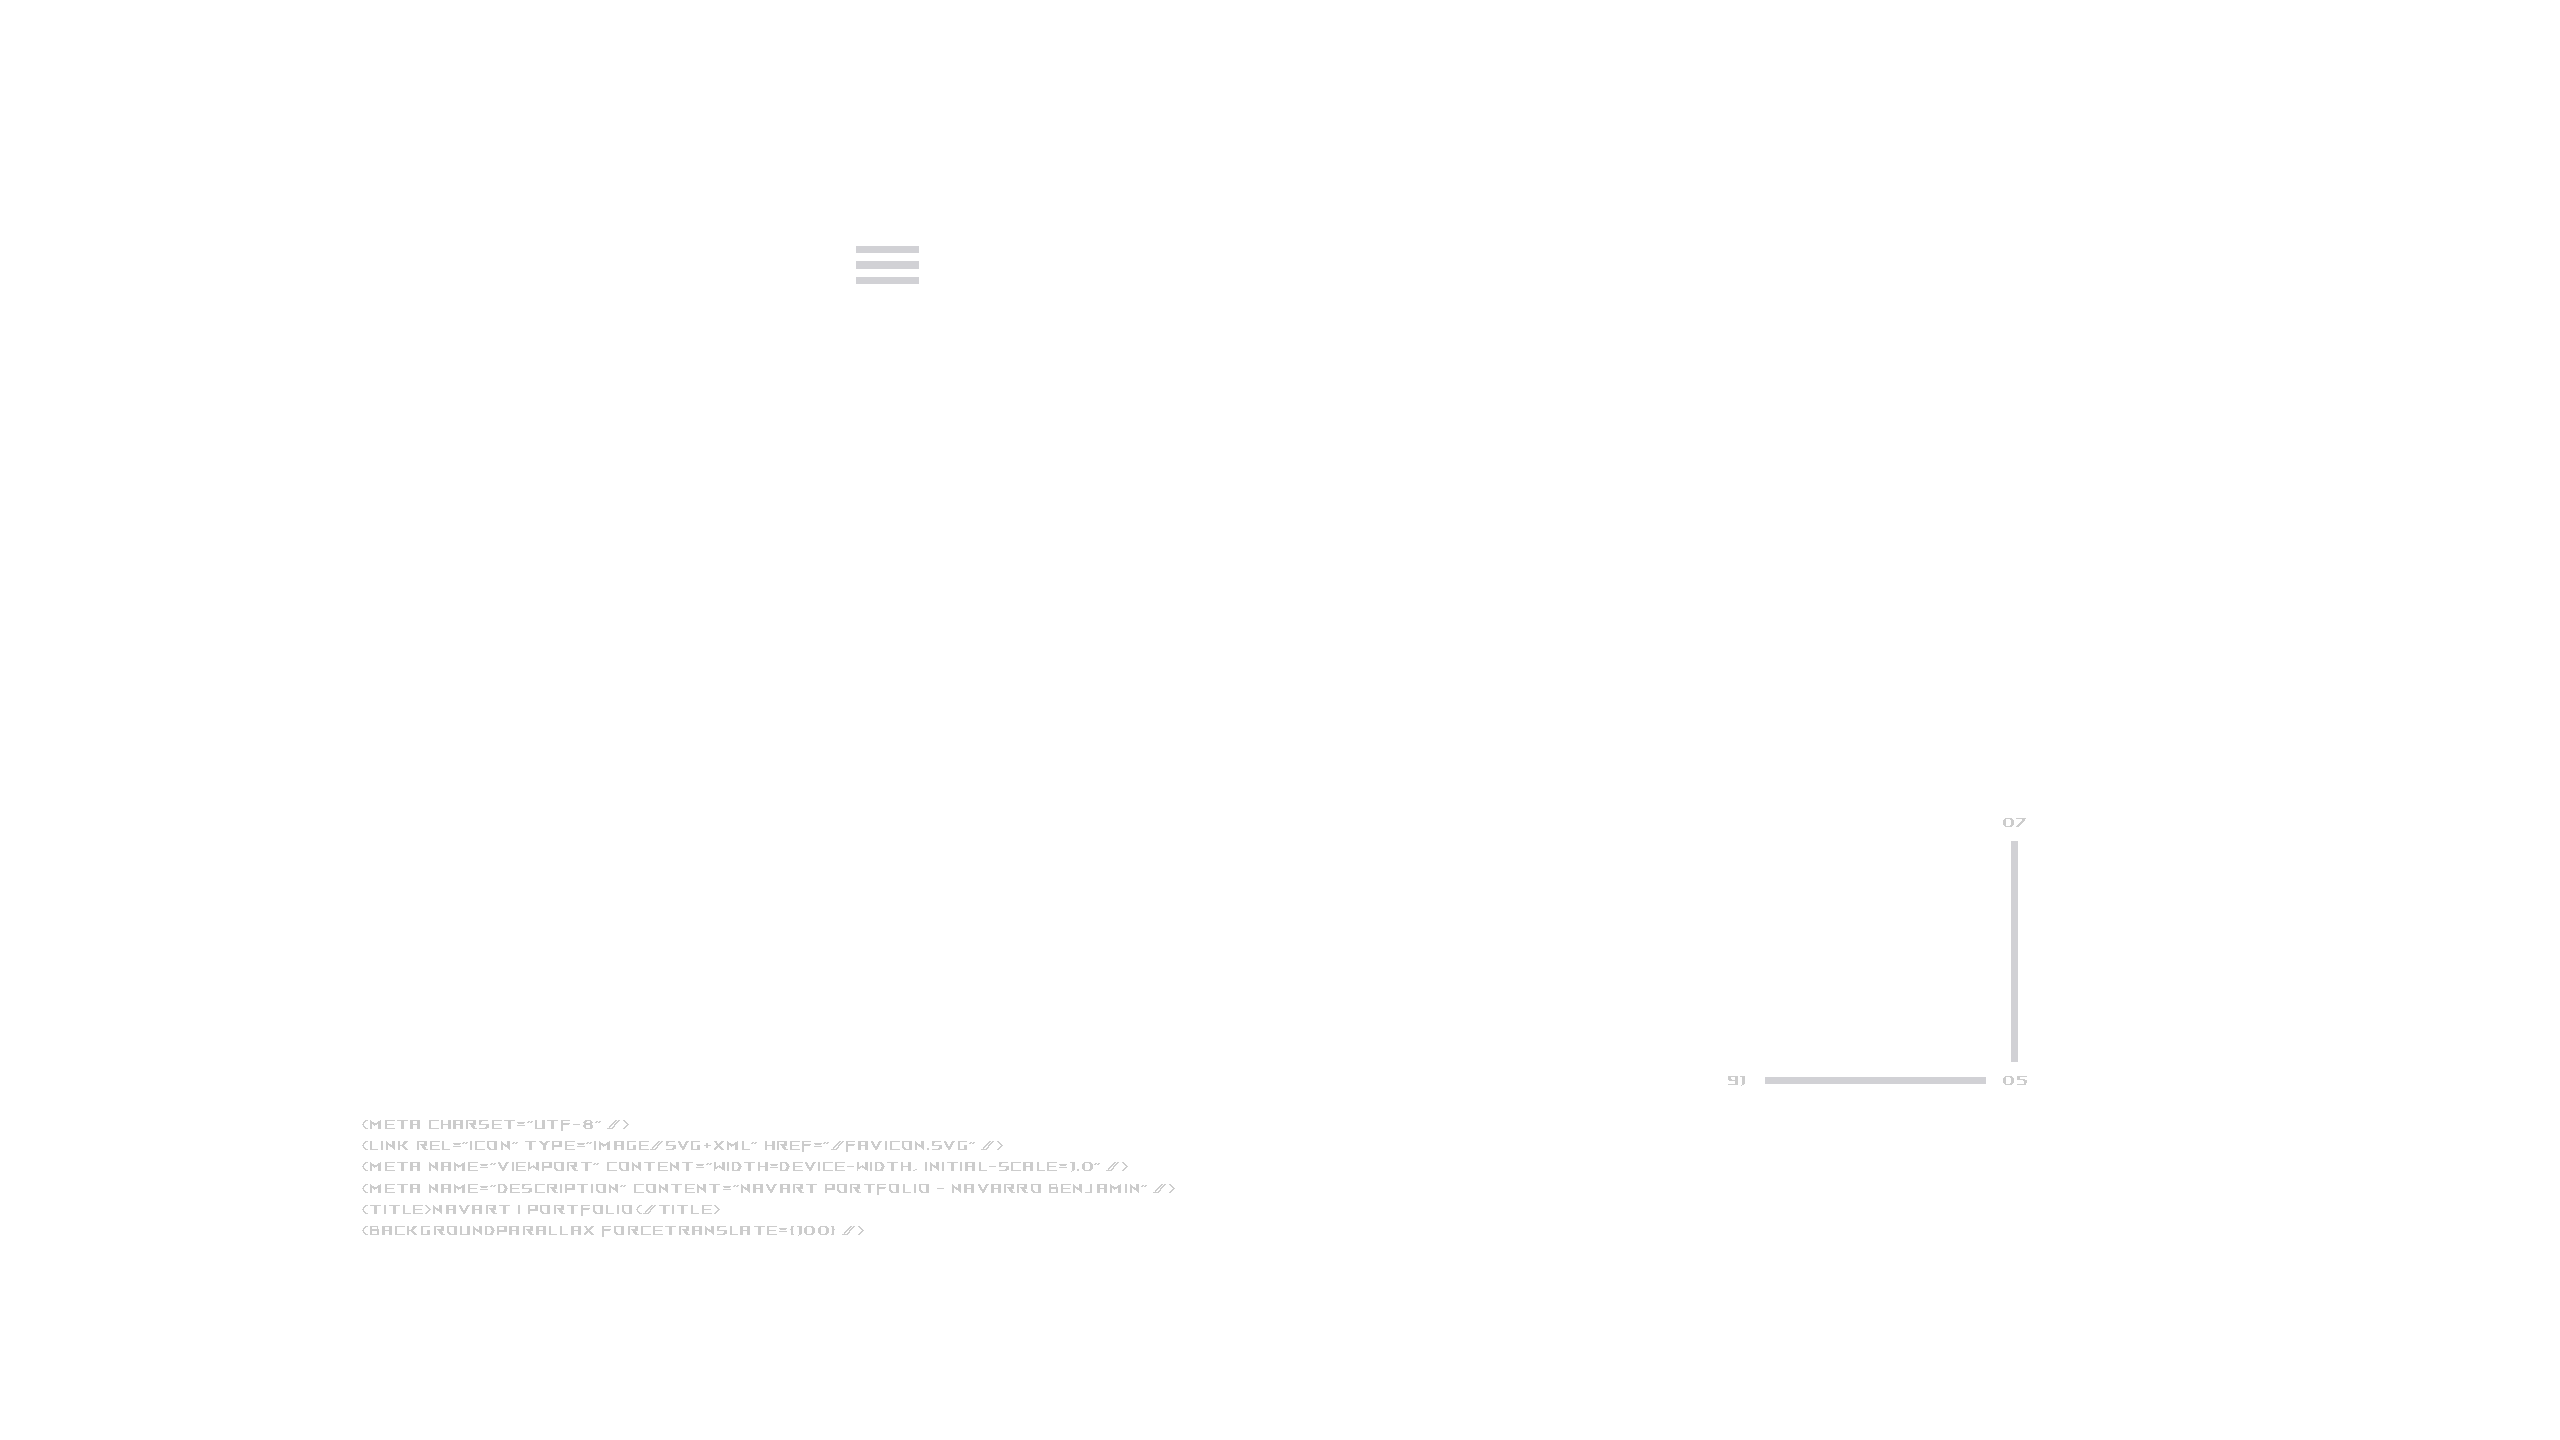 07
91 05
<META CHARSET="UTF-8" //>
<LINK REL="ICON" TYPE="IMAGE//SVG+XML" HREF="//FAVICON.SVG" //>
<META NAME="VIEWPORT" CONTENT="WIDTH=DEVICE-WIDTH, INITIAL-SCALE=1.0" //>
<META NAME="DESCRIPTION" CONTENT="NAVART PORTFOLIO - NAVARRO BENJAMIN" //>
<TITLE>NAVART | PORTFOLIO<//TITLE>
<BACKGROUNDPARALLAX FORCETRANSLATE={100} //>